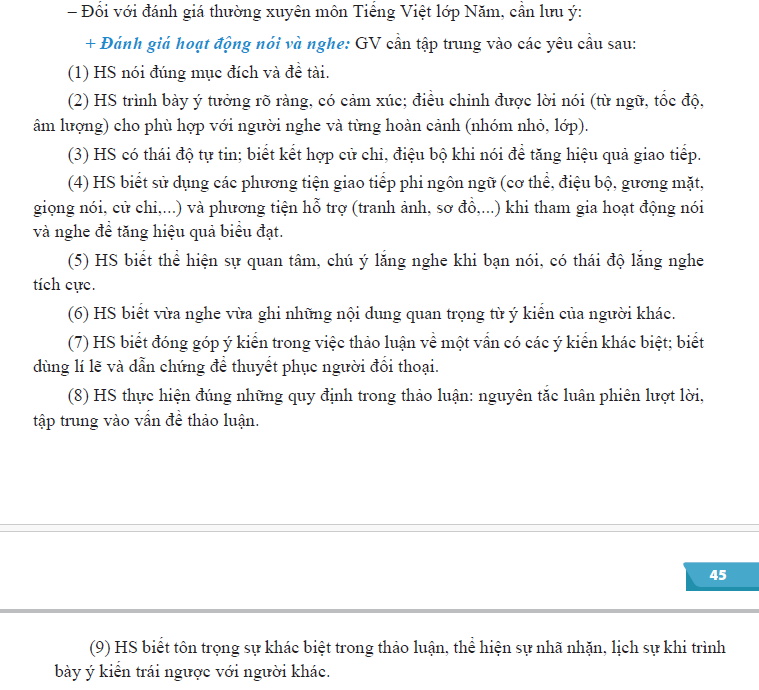 – Đối với đánh giá thường xuyên môn Tiếng Việt lớp Năm, cần lưu ý:
+ Đánh giá hoạt động nói và nghe: GV cần tập trung vào các yêu cầu sau:
(1) HS nói đúng mục đích và đề tài.
(2) HS trình bày ý tưởng rõ ràng, có cảm xúc; điều chỉnh được lời nói (từ ngữ, tốc độ,
âm lượng) cho phù hợp với người nghe và từng hoàn cảnh (nhóm nhỏ, lớp).
(3) HS có thái độ tự tin; biết kết hợp cử chỉ, điệu bộ khi nói để tăng hiệu quả giao tiếp.
(4) HS biết sử dụng các phương tiện giao tiếp phi ngôn ngữ (cơ thể, điệu bộ, gương mặt,
giọng nói, cử chỉ,...) và phương tiện hỗ trợ (tranh ảnh, sơ đồ,...) khi tham gia hoạt động nói
và nghe để tăng hiệu quả biểu đạt.
(5) HS biết thể hiện sự quan tâm, chú ý lắng nghe khi bạn nói, có thái độ lắng nghe
tích cực.
(6) HS biết vừa nghe vừa ghi những nội dung quan trọng từ ý kiến của người khác.
(7) HS biết đóng góp ý kiến trong việc thảo luận về một vấn có các ý kiến khác biệt; biết
dùng lí lẽ và dẫn chứng để thuyết phục người đối thoại.
(8) HS thực hiện đúng những quy định trong thảo luận: nguyên tắc luân phiên lượt lời,
tập trung vào vấn đề thảo luận.
45
(9) HS biết tôn trọng sự khác biệt trong thảo luận, thể hiện sự nhã nhặn, lịch sự khi trình
bày ý kiến trái ngược với người khác.